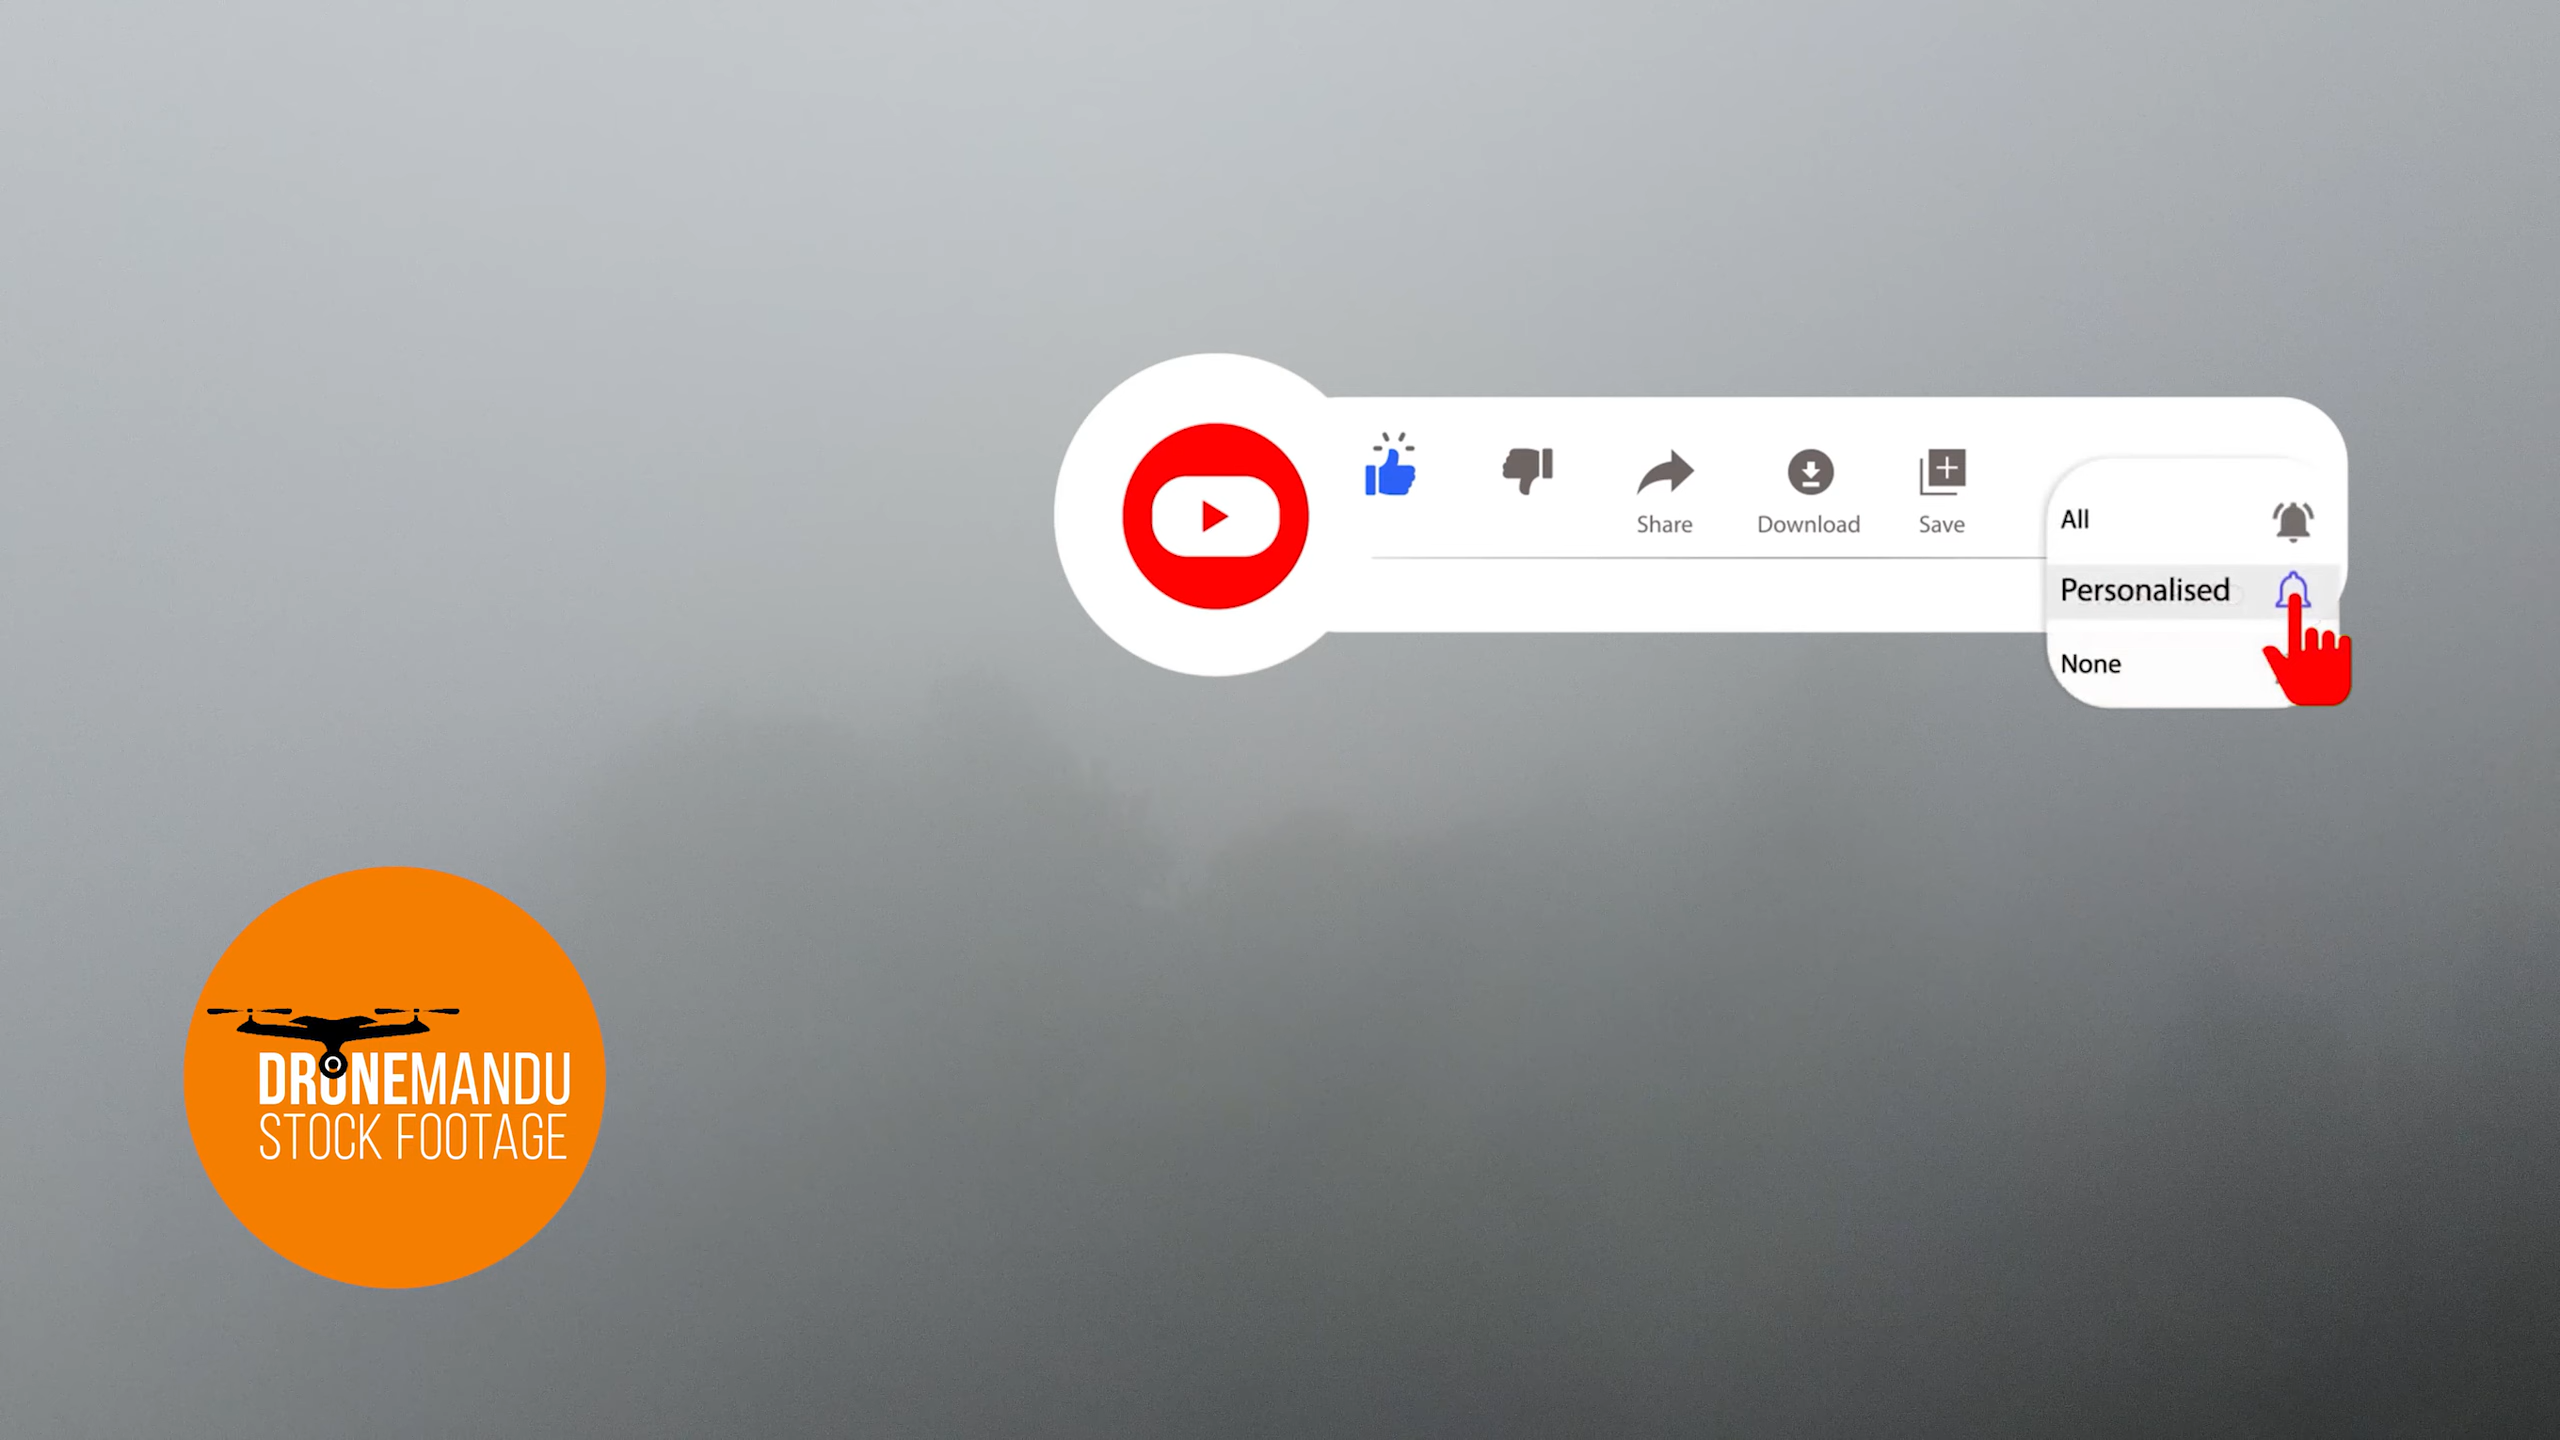 Share
Download
Save
All
Personalised
None
DRONEMANDU
STOCK FOOTAGE